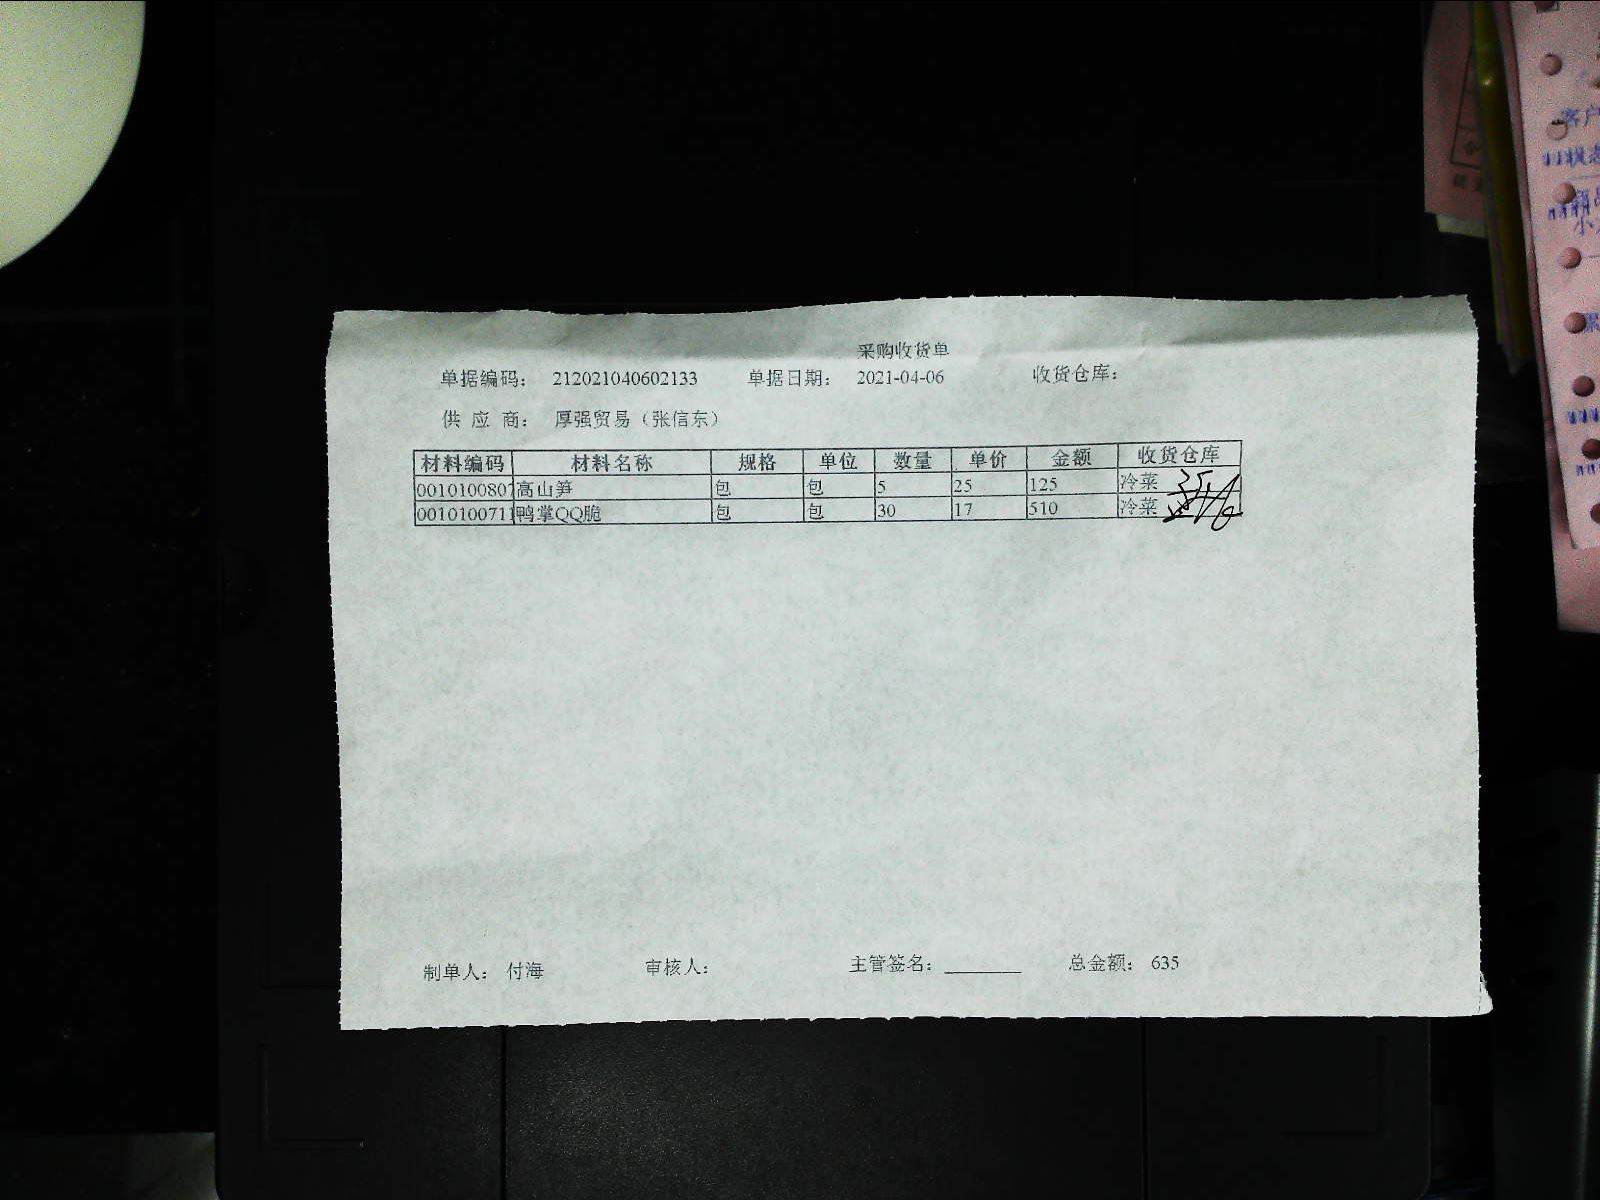 采购收货单
单据编码： 212021040602133 单据日期： 2021-04-06 收货仓库：
供 应 商： 厚强贸易（张信东）
材料编码 材料名称 规格 单位 数量 单价 金额 收货仓库
0010100807 高山笋 包 包 5 25 125 冷菜
0010100711 鸭掌QQ脆 包 包 30 17 510 冷菜
制单人： 付海 审核人： 主管签名：________ 总金额： 635
客户